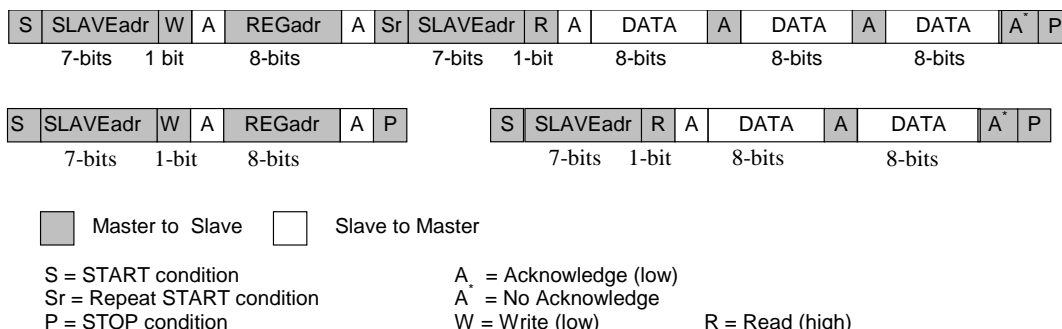 S SLAVEadr W A REGadr A Sr SLAVEadr R A DATA A DATA A DATA A* P
7-bits 1 bit 8-bits 7-bits 1-bit 8-bits 8-bits 8-bits
S SLAVEadr W A REGadr A P
7-bits 1-bit 8-bits
S SLAVEadr R A DATA A DATA A* P
7-bits 1-bit 8-bits 8-bits
Master to Slave Slave to Master
S = START condition
Sr = Repeat START condition
P = STOP condition
A = Acknowledge (low)
A* = No Acknowledge
W = Write (low) R = Read (high)